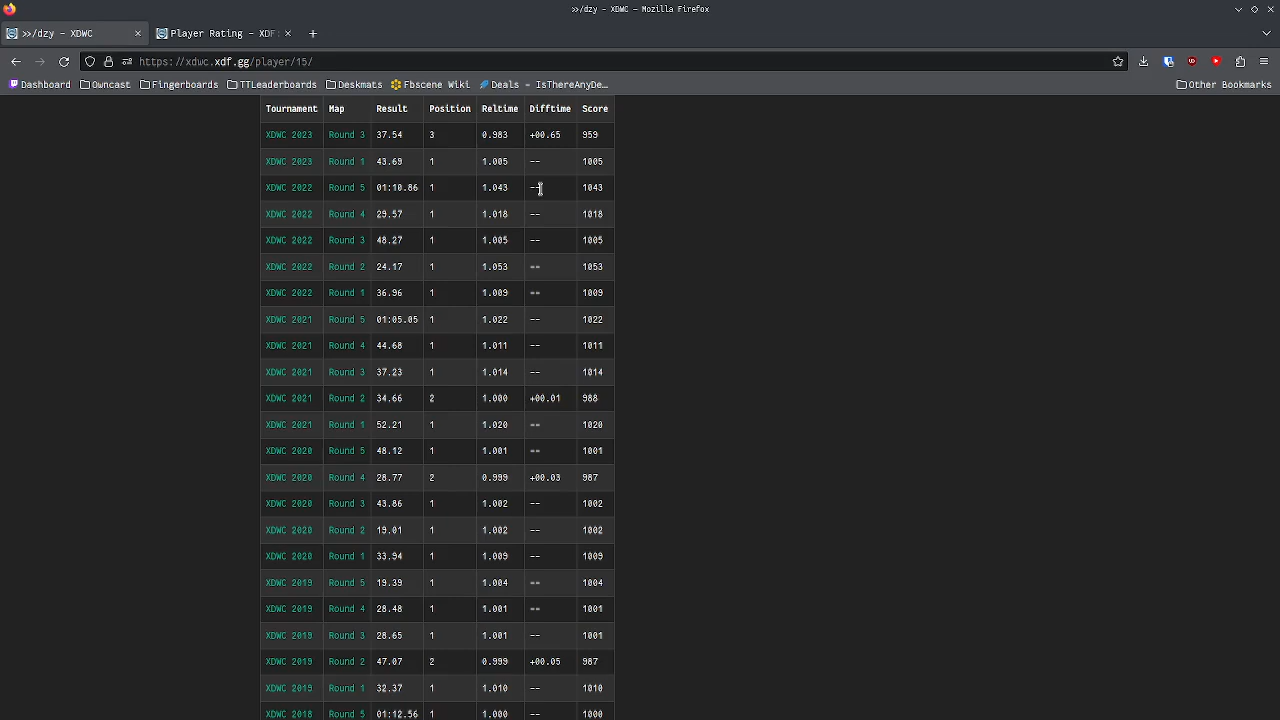 >>/dzy - XDWC — Mozilla Firefox
>>/dzy - XDWC
Player Rating - XDF
https://xdwc.xdf.gg/player/15/
Dashboard Owncast Fingerboards TTLeaderboards Deskmats Fbscene Wiki Deals - IsThereAnyDe… Other Bookmarks
Tournament Map Result Position Reltime Difftime Score
XDWC 2023 Round 3 37.54 3 0.983 +00.65 959
XDWC 2023 Round 1 43.69 1 1.005 -- 1005
XDWC 2022 Round 5 01:10.86 1 1.043 -- 1043
XDWC 2022 Round 4 29.57 1 1.018 -- 1018
XDWC 2022 Round 3 48.27 1 1.005 -- 1005
XDWC 2022 Round 2 24.17 1 1.053 -- 1053
XDWC 2022 Round 1 36.96 1 1.009 -- 1009
XDWC 2021 Round 5 01:05.05 1 1.022 -- 1022
XDWC 2021 Round 4 44.68 1 1.011 -- 1011
XDWC 2021 Round 3 37.23 1 1.014 -- 1014
XDWC 2021 Round 2 34.66 2 1.000 +00.01 988
XDWC 2021 Round 1 52.21 1 1.020 -- 1020
XDWC 2020 Round 5 48.12 1 1.001 -- 1001
XDWC 2020 Round 4 28.77 2 0.999 +00.03 987
XDWC 2020 Round 3 43.86 1 1.002 -- 1002
XDWC 2020 Round 2 19.01 1 1.002 -- 1002
XDWC 2020 Round 1 33.94 1 1.009 -- 1009
XDWC 2019 Round 5 19.39 1 1.004 -- 1004
XDWC 2019 Round 4 28.48 1 1.001 -- 1001
XDWC 2019 Round 3 28.65 1 1.001 -- 1001
XDWC 2019 Round 2 47.07 2 0.999 +00.05 987
XDWC 2019 Round 1 32.37 1 1.010 -- 1010
XDWC 2018 Round 5 01:12.56 1 1.000 -- 1000